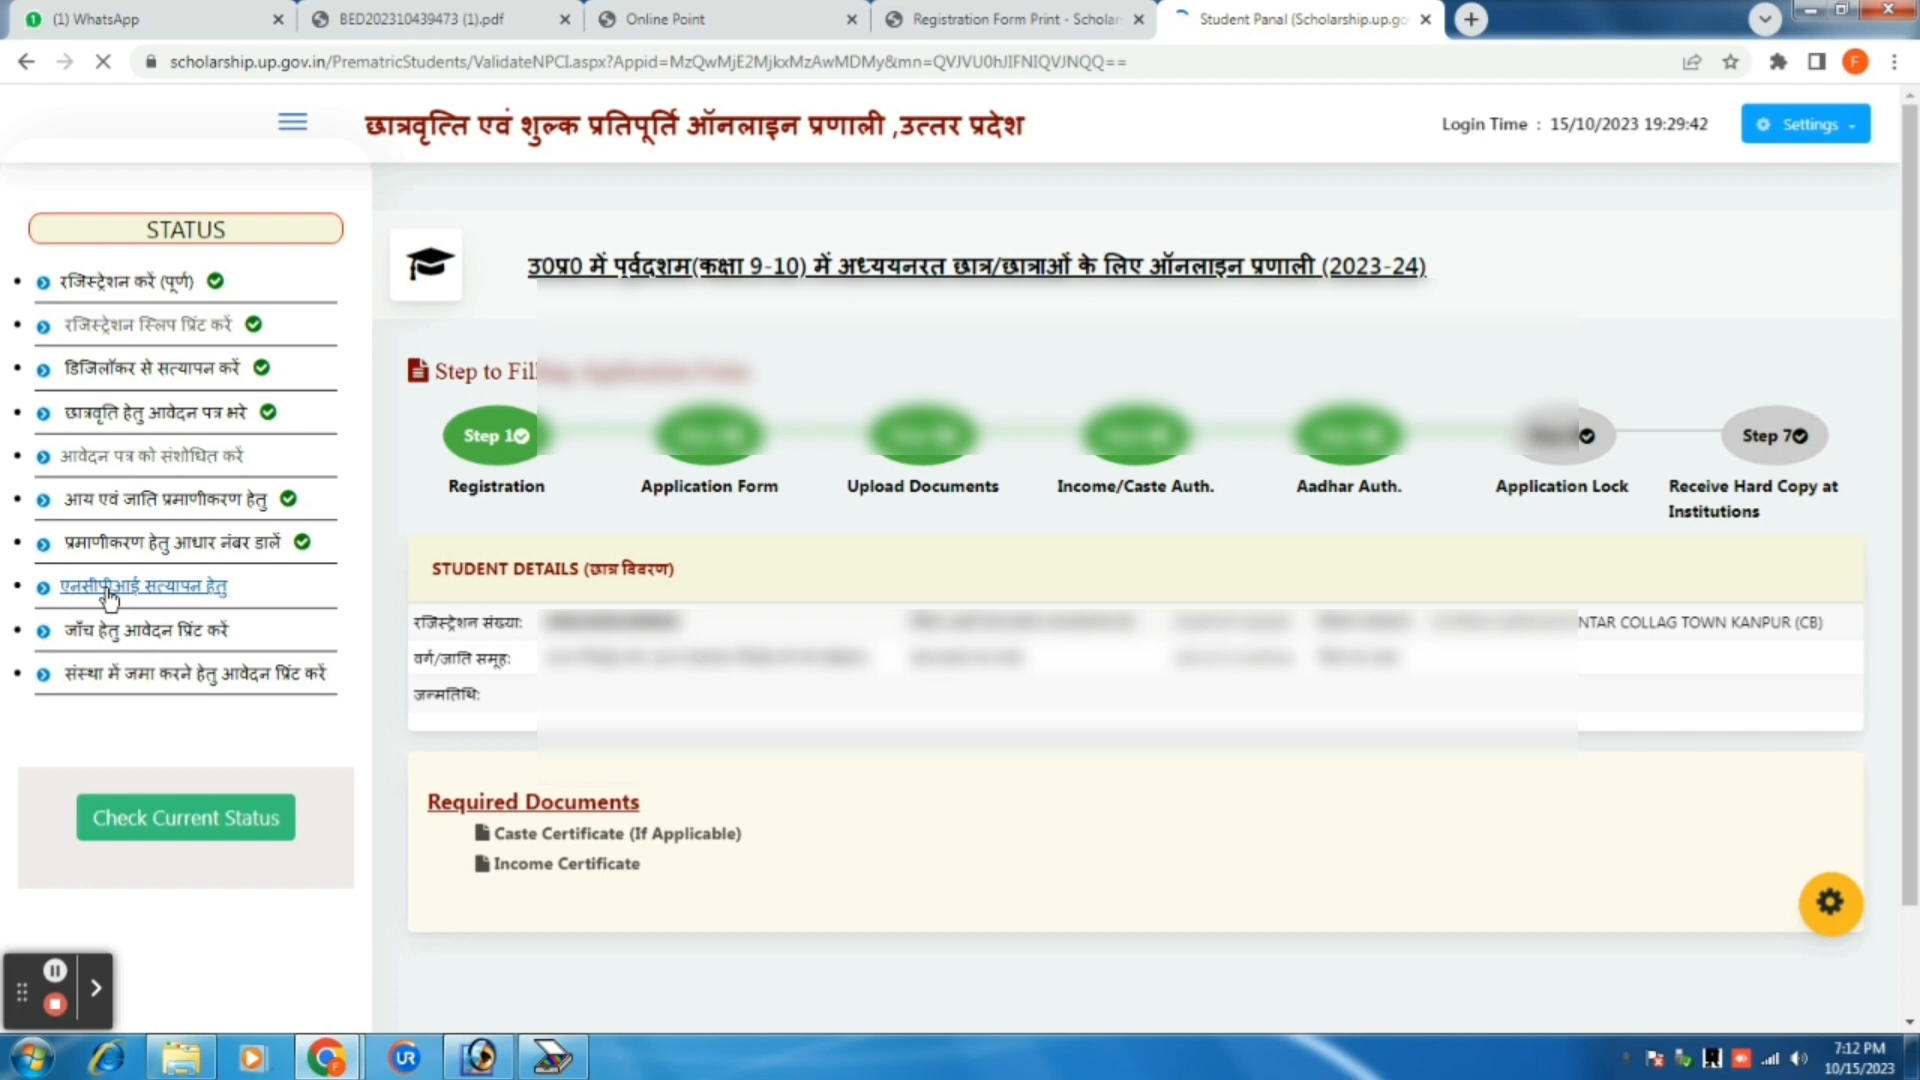 (1) WhatsApp
BED202310439473 (1).pdf
Online Point
Registration Form Print - Scholar
Student Panal (Scholarship.up.go
scholarship.up.gov.in/PrematricStudents/ValidateNPCI.aspx?Appid=MzQwMjE2MjkxMzAwMDMy&mn=QVJVU0hJIFNIQVJNQQ==
छात्रवृत्ति एवं शुल्क प्रतिपूर्ति ऑनलाइन प्रणाली ,उत्तर प्रदेश
Login Time : 15/10/2023 19:29:42
Settings
STATUS
रजिस्ट्रेशन करें (पूर्ण)
रजिस्ट्रेशन स्लिप प्रिंट करें
डिजिलॉकर से सत्यापन करें
छात्रवृति हेतु आवेदन पत्र भरे
आवेदन पत्र को संशोधित करें
आय एवं जाति प्रमाणीकरण हेतु
प्रमाणीकरण हेतु आधार नंबर डालें
एनसीपीआई सत्यापन हेतु
जाँच हेतु आवेदन प्रिंट करें
संस्था में जमा करने हेतु आवेदन प्रिंट करें
Check Current Status
उ0प्र0 में पूर्वदशम(कक्षा 9-10) में अध्ययनरत छात्र/छात्राओं के लिए ऑनलाइन प्रणाली (2023-24)
Step to Fil
Step 1
Step 7
Registration
Application Form
Upload Documents
Income/Caste Auth.
Aadhar Auth.
Application Lock
Receive Hard Copy at
Institutions
STUDENT DETAILS (छात्र विवरण)
रजिस्ट्रेशन संख्या:
NTAR COLLAG TOWN KANPUR (CB)
वर्ग/जाति समूह:
जन्मतिथि:
Required Documents
Caste Certificate (If Applicable)
Income Certificate
UR
7:12 PM
10/15/2023